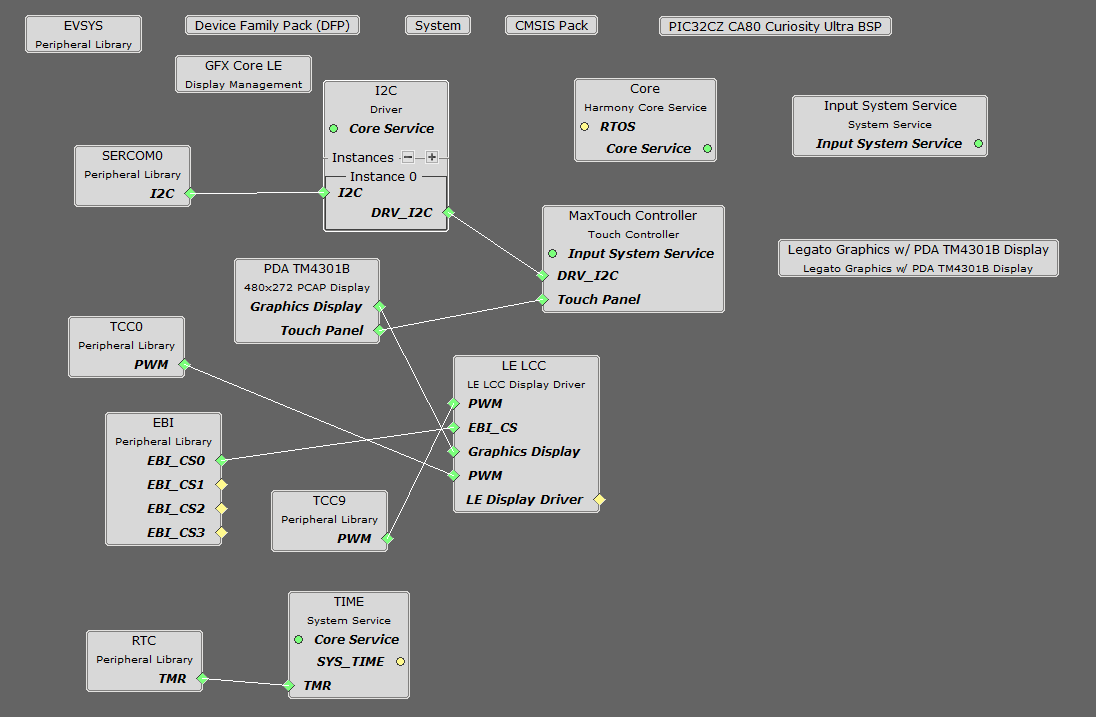 EVSYS
Peripheral Library
Device Family Pack (DFP)
System
CMSIS Pack
PIC32CZ CA80 Curiosity Ultra BSP
GFX Core LE
Display Management
I2C
Driver
Core Service
Instances
Instance 0
I2C
DRV_I2C
Core
Harmony Core Service
RTOS
Core Service
Input System Service
System Service
Input System Service
SERCOM0
Peripheral Library
I2C
MaxTouch Controller
Touch Controller
Input System Service
DRV_I2C
Touch Panel
Legato Graphics w/ PDA TM4301B Display
Legato Graphics w/ PDA TM4301B Display
PDA TM4301B
480x272 PCAP Display
Graphics Display
Touch Panel
TCC0
Peripheral Library
PWM
LE LCC
LE LCC Display Driver
PWM
EBI_CS
Graphics Display
PWM
LE Display Driver
EBI
Peripheral Library
EBI_CS0
EBI_CS1
EBI_CS2
EBI_CS3
TCC9
Peripheral Library
PWM
TIME
System Service
Core Service
SYS_TIME
TMR
RTC
Peripheral Library
TMR